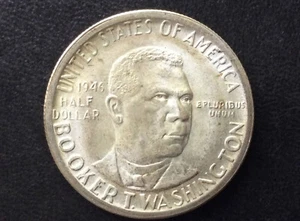 UNITED STATES OF AMERICA
1946
HALF
DOLLAR
E PLURIBUS
UNUM
BOOKER T. WASHINGTON